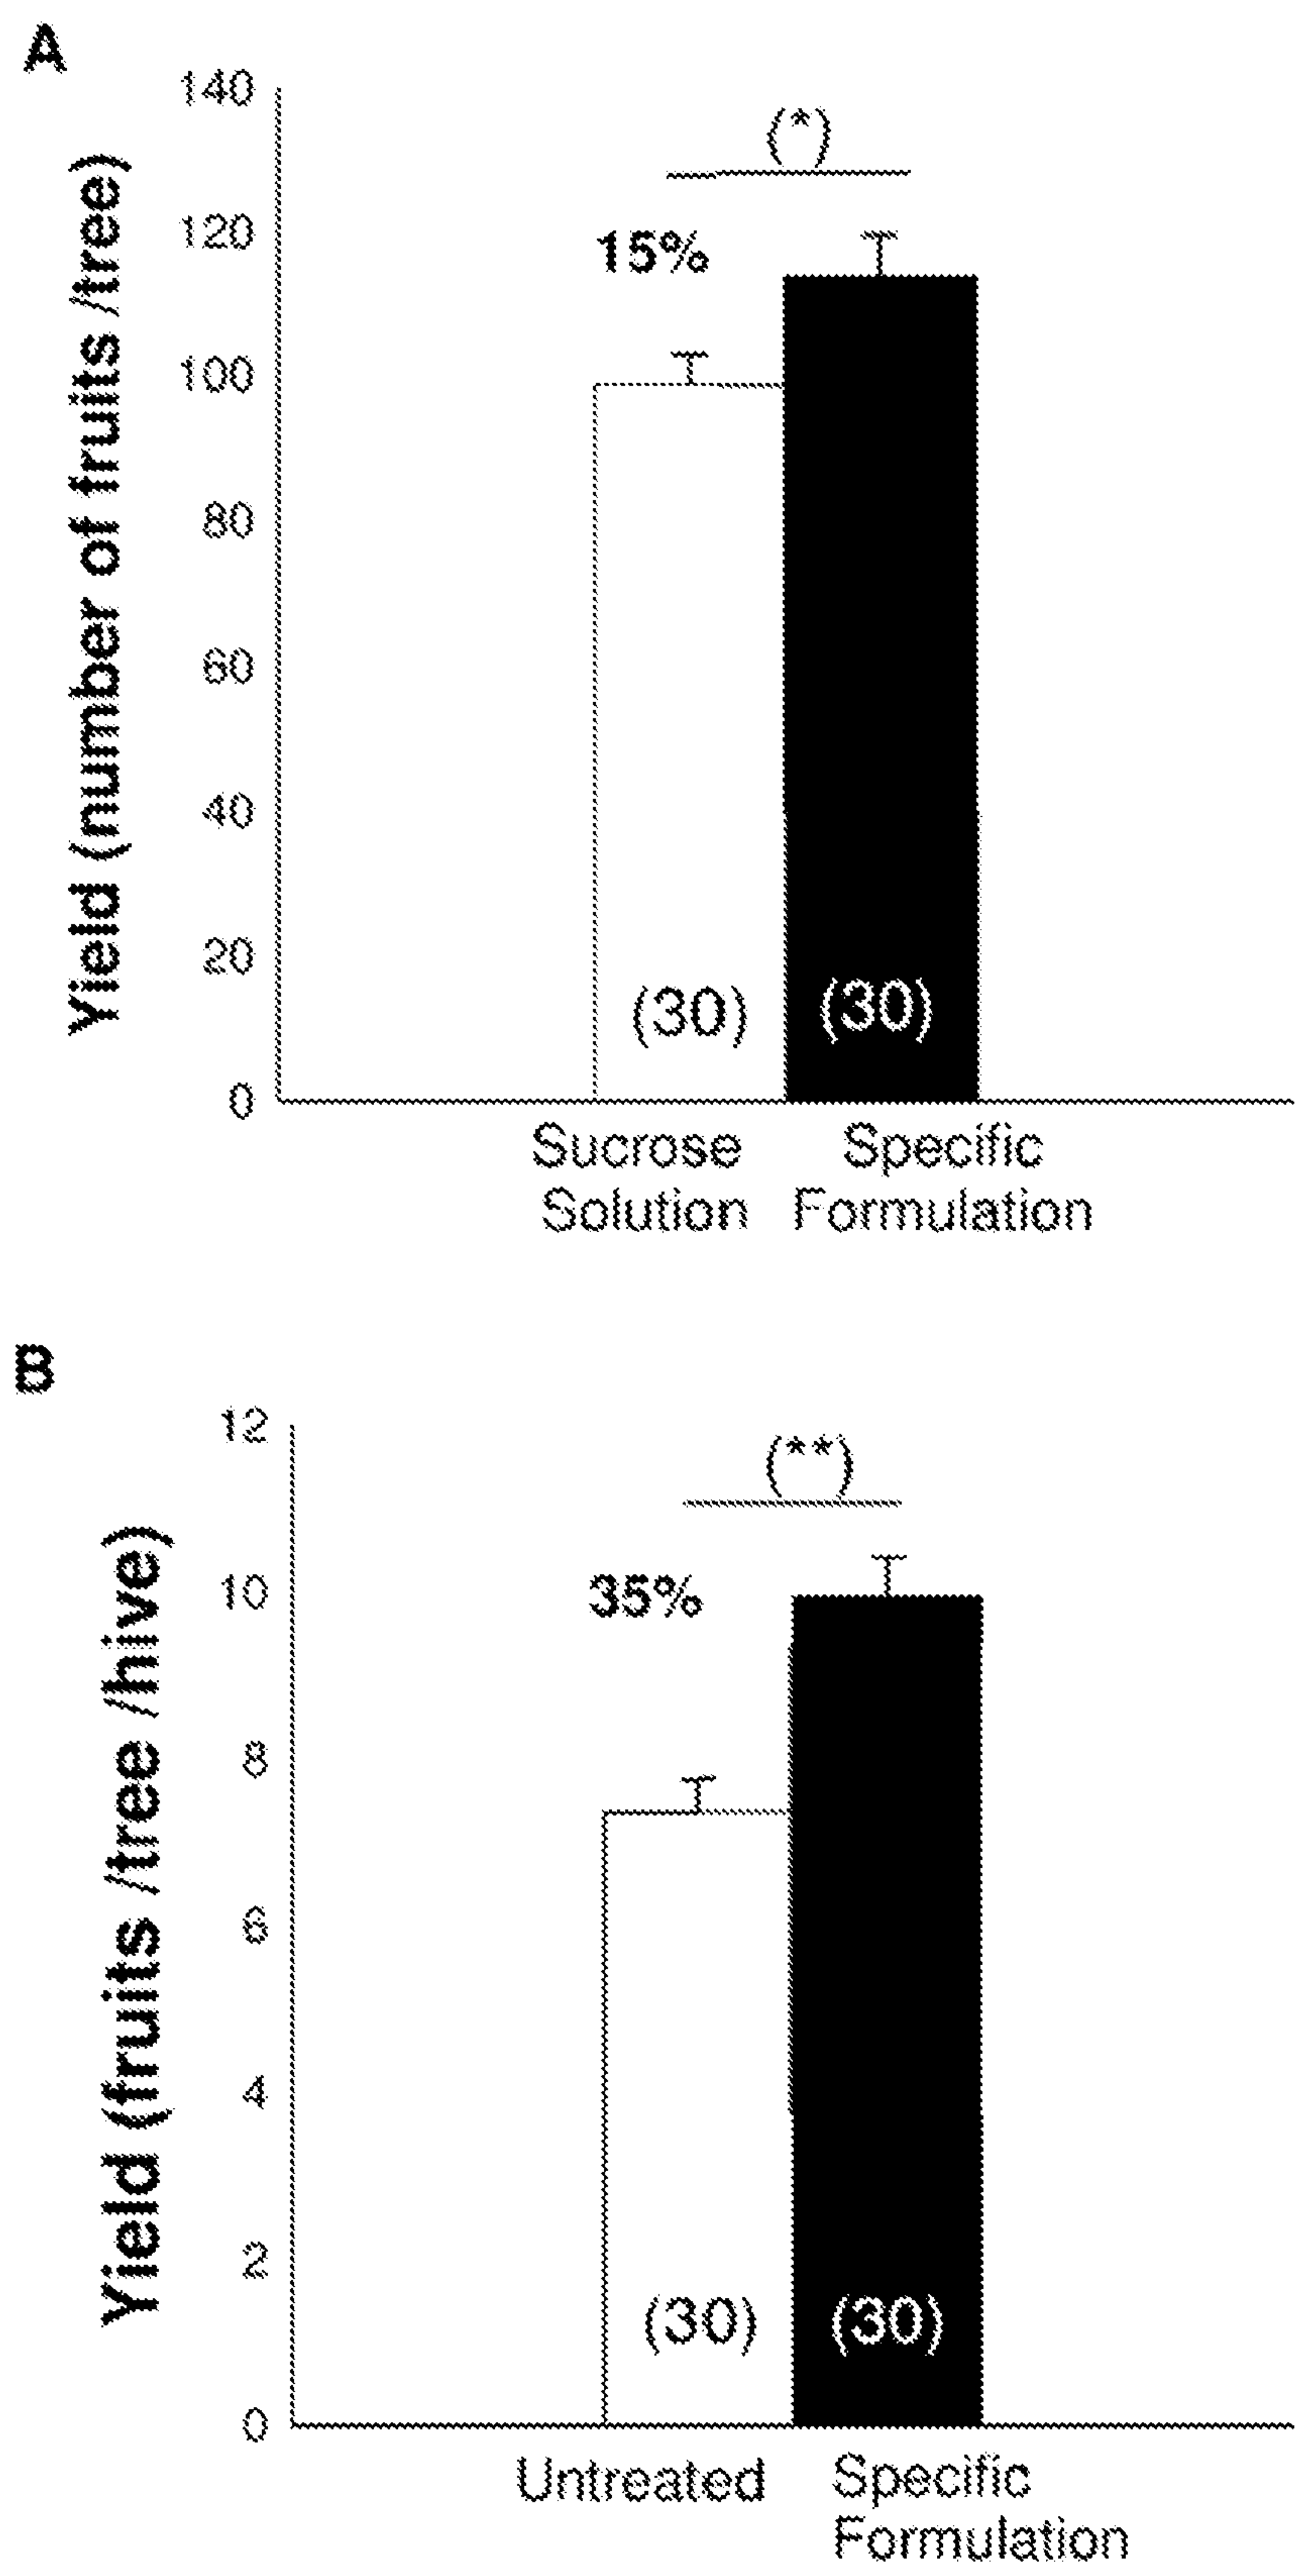 A
Yield (number of fruits /tree)
140
120
100
80
60
40
20
0
(*)
15%
(30)
(30)
Sucrose
Solution
Specific
Formulation
B
Yield (fruits /tree /hive)
12
10
8
6
4
2
0
(**)
35%
(30)
(30)
Untreated
Specific
Formulation